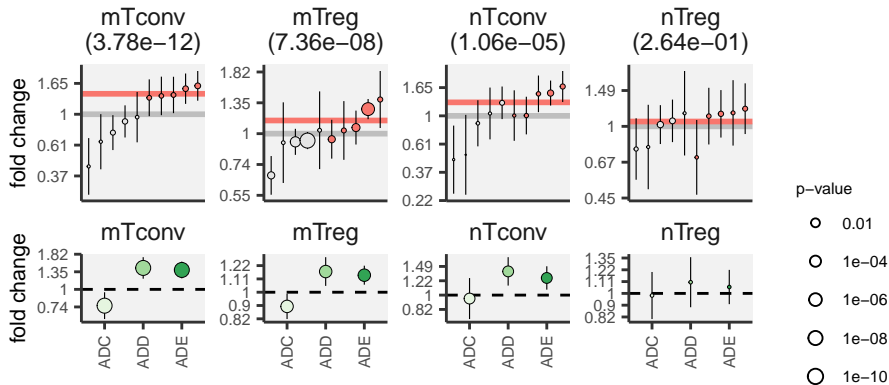 mTconv
(3.78e−12)
mTreg
(7.36e−08)
nTconv
(1.06e−05)
nTreg
(2.64e−01)
fold change
1.65
1
0.61
0.37
1.82
1.35
1
0.74
0.55
1.65
1
0.61
0.37
0.22
1.49
1
0.67
0.45
mTconv
mTreg
nTconv
nTreg
fold change
1.82
1.35
1
0.74
1.22
1.11
1
0.9
0.82
1.49
1.22
1
0.82
1.35
1.22
1.11
1
0.9
0.82
ADC
ADD
ADE
ADC
ADD
ADE
ADC
ADD
ADE
ADC
ADD
ADE
p−value
0.01
1e−04
1e−06
1e−08
1e−10